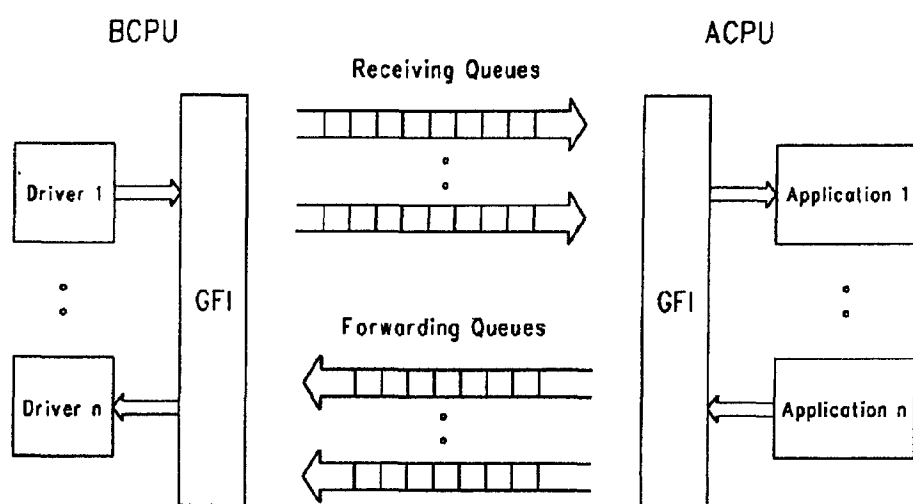 BCPU
ACPU
Receiving Queues
Driver 1
Application 1
GFI
GFI
Forwarding Queues
Driver n
Application n